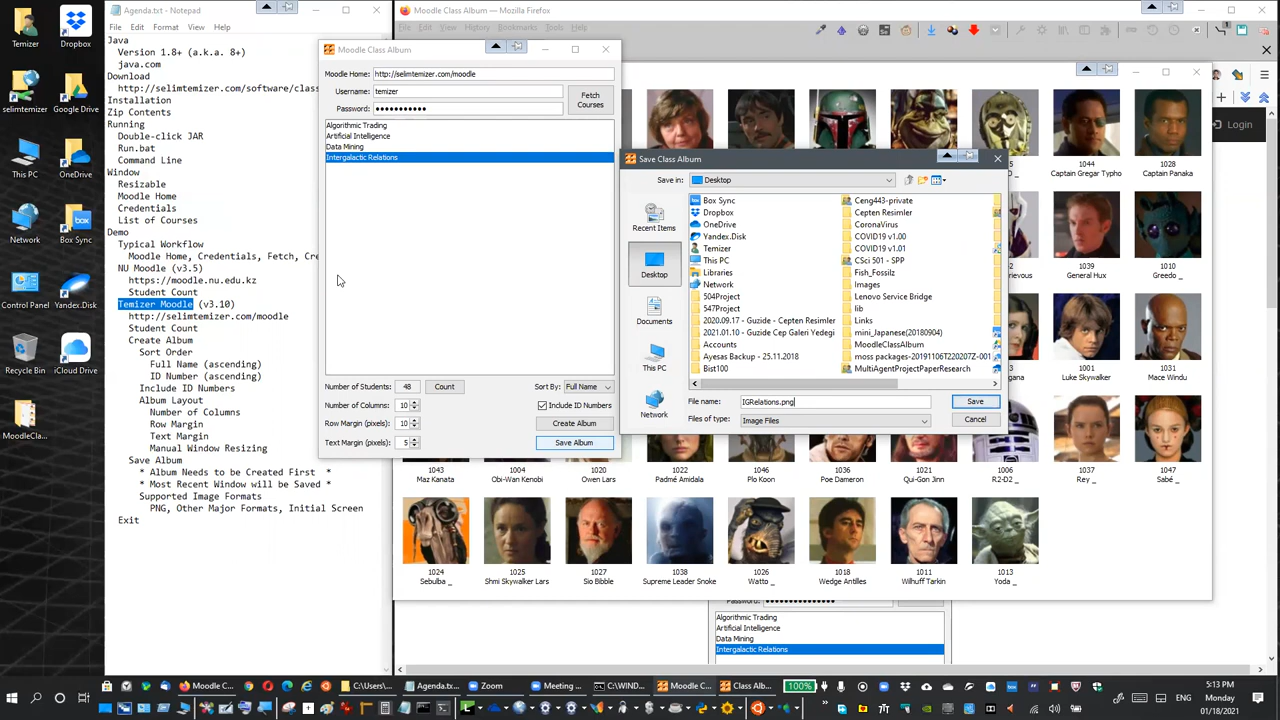 Agenda.txt - Notepad
File Edit Format View Help
Java
Version 1.8+ (a.k.a. 8+)
java.com
Download
http://selimtemizer.com/software/class
Installation
Zip Contents
Running
Double-click JAR
Run.bat
Command Line
Window
Resizable
Moodle Home
Credentials
List of Courses
Demo
Typical Workflow
Moodle Home, Credentials, Fetch, Cre
NU Moodle (v3.5)
https://moodle.nu.edu.kz
Student Count
Temizer Moodle (v3.10)
http://selimtemizer.com/moodle
Student Count
Create Album
Sort Order
Full Name (ascending)
ID Number (ascending)
Include ID Numbers
Album Layout
Number of Columns
Row Margin
Text Margin
Manual Window Resizing
Save Album
* Album Needs to be Created First *
* Most Recent Window will be Saved *
Supported Image Formats
PNG, Other Major Formats, Initial Screen
Exit
Temizer
Dropbox
selimtemizer
Google Drive
This PC
OneDrive
Network
Box Sync
Control Panel
Yandex.Disk
Recycle Bin
iCloud Drive
MoodleCla...
Moodle Class Album
Moodle Home: http://selimtemizer.com/moodle
Username: temizer
Password: •••••••••••
Fetch
Courses
Algorithmic Trading
Artificial Intelligence
Data Mining
Intergalactic Relations
Number of Students: 48 Count Sort By: Full Name
Number of Columns: 10 Include ID Numbers
Row Margin (pixels): 10 Create Album
Text Margin (pixels): 5 Save Album
Moodle Class Album — Mozilla Firefox
File Edit View History Bookmarks Tools Help
Login
1044
Captain Gregar Typho
1028
Captain Panaka
1039
General Hux
1010
Greedo _
1001
Luke Skywalker
1031
Mace Windu
Save Class Album
Save in: Desktop
Recent Items
Desktop
Documents
This PC
Network
Box Sync
Dropbox
OneDrive
Yandex.Disk
Temizer
This PC
Libraries
Network
504Project
547Project
2020.09.17 - Guzide - Cepten Resimler
2021.01.10 - Guzide Cep Galeri Yedegi
Accounts
Ayesas Backup - 25.11.2018
Bist100
Ceng443-private
Cepten Resimler
CoronaVirus
COVID19 v1.00
COVID19 v1.01
CSci 501 - SPP
Fish_Fossilz
Images
Lenovo Service Bridge
lib
Links
mini_Japanese(20180904)
MoodleClassAlbum
moss packages-20191106T220207Z-001
MultiAgentProjectPaperResearch
File name: IGRelations.png
Save
Files of type: Image Files
Cancel
1043
Maz Kanata
1004
Obi-Wan Kenobi
1020
Owen Lars
1022
Padmé Amidala
1046
Plo Koon
1036
Poe Dameron
1021
Qui-Gon Jinn
1006
R2-D2 _
1037
Rey _
1047
Sabé _
1024
Sebulba _
1025
Shmi Skywalker Lars
1027
Sio Bibble
1038
Supreme Leader Snoke
1026
Watto _
1018
Wedge Antilles
1011
Wilhuff Tarkin
1013
Yoda _
Password:
Algorithmic Trading
Artificial Intelligence
Data Mining
Intergalactic Relations
Moodle C...
C:\Users...
Agenda.t...
Zoom
Meeting ...
C:\WIND...
Moodle C...
Class Alb...
100%
ENG
5:13 PM
Monday
01/18/2021